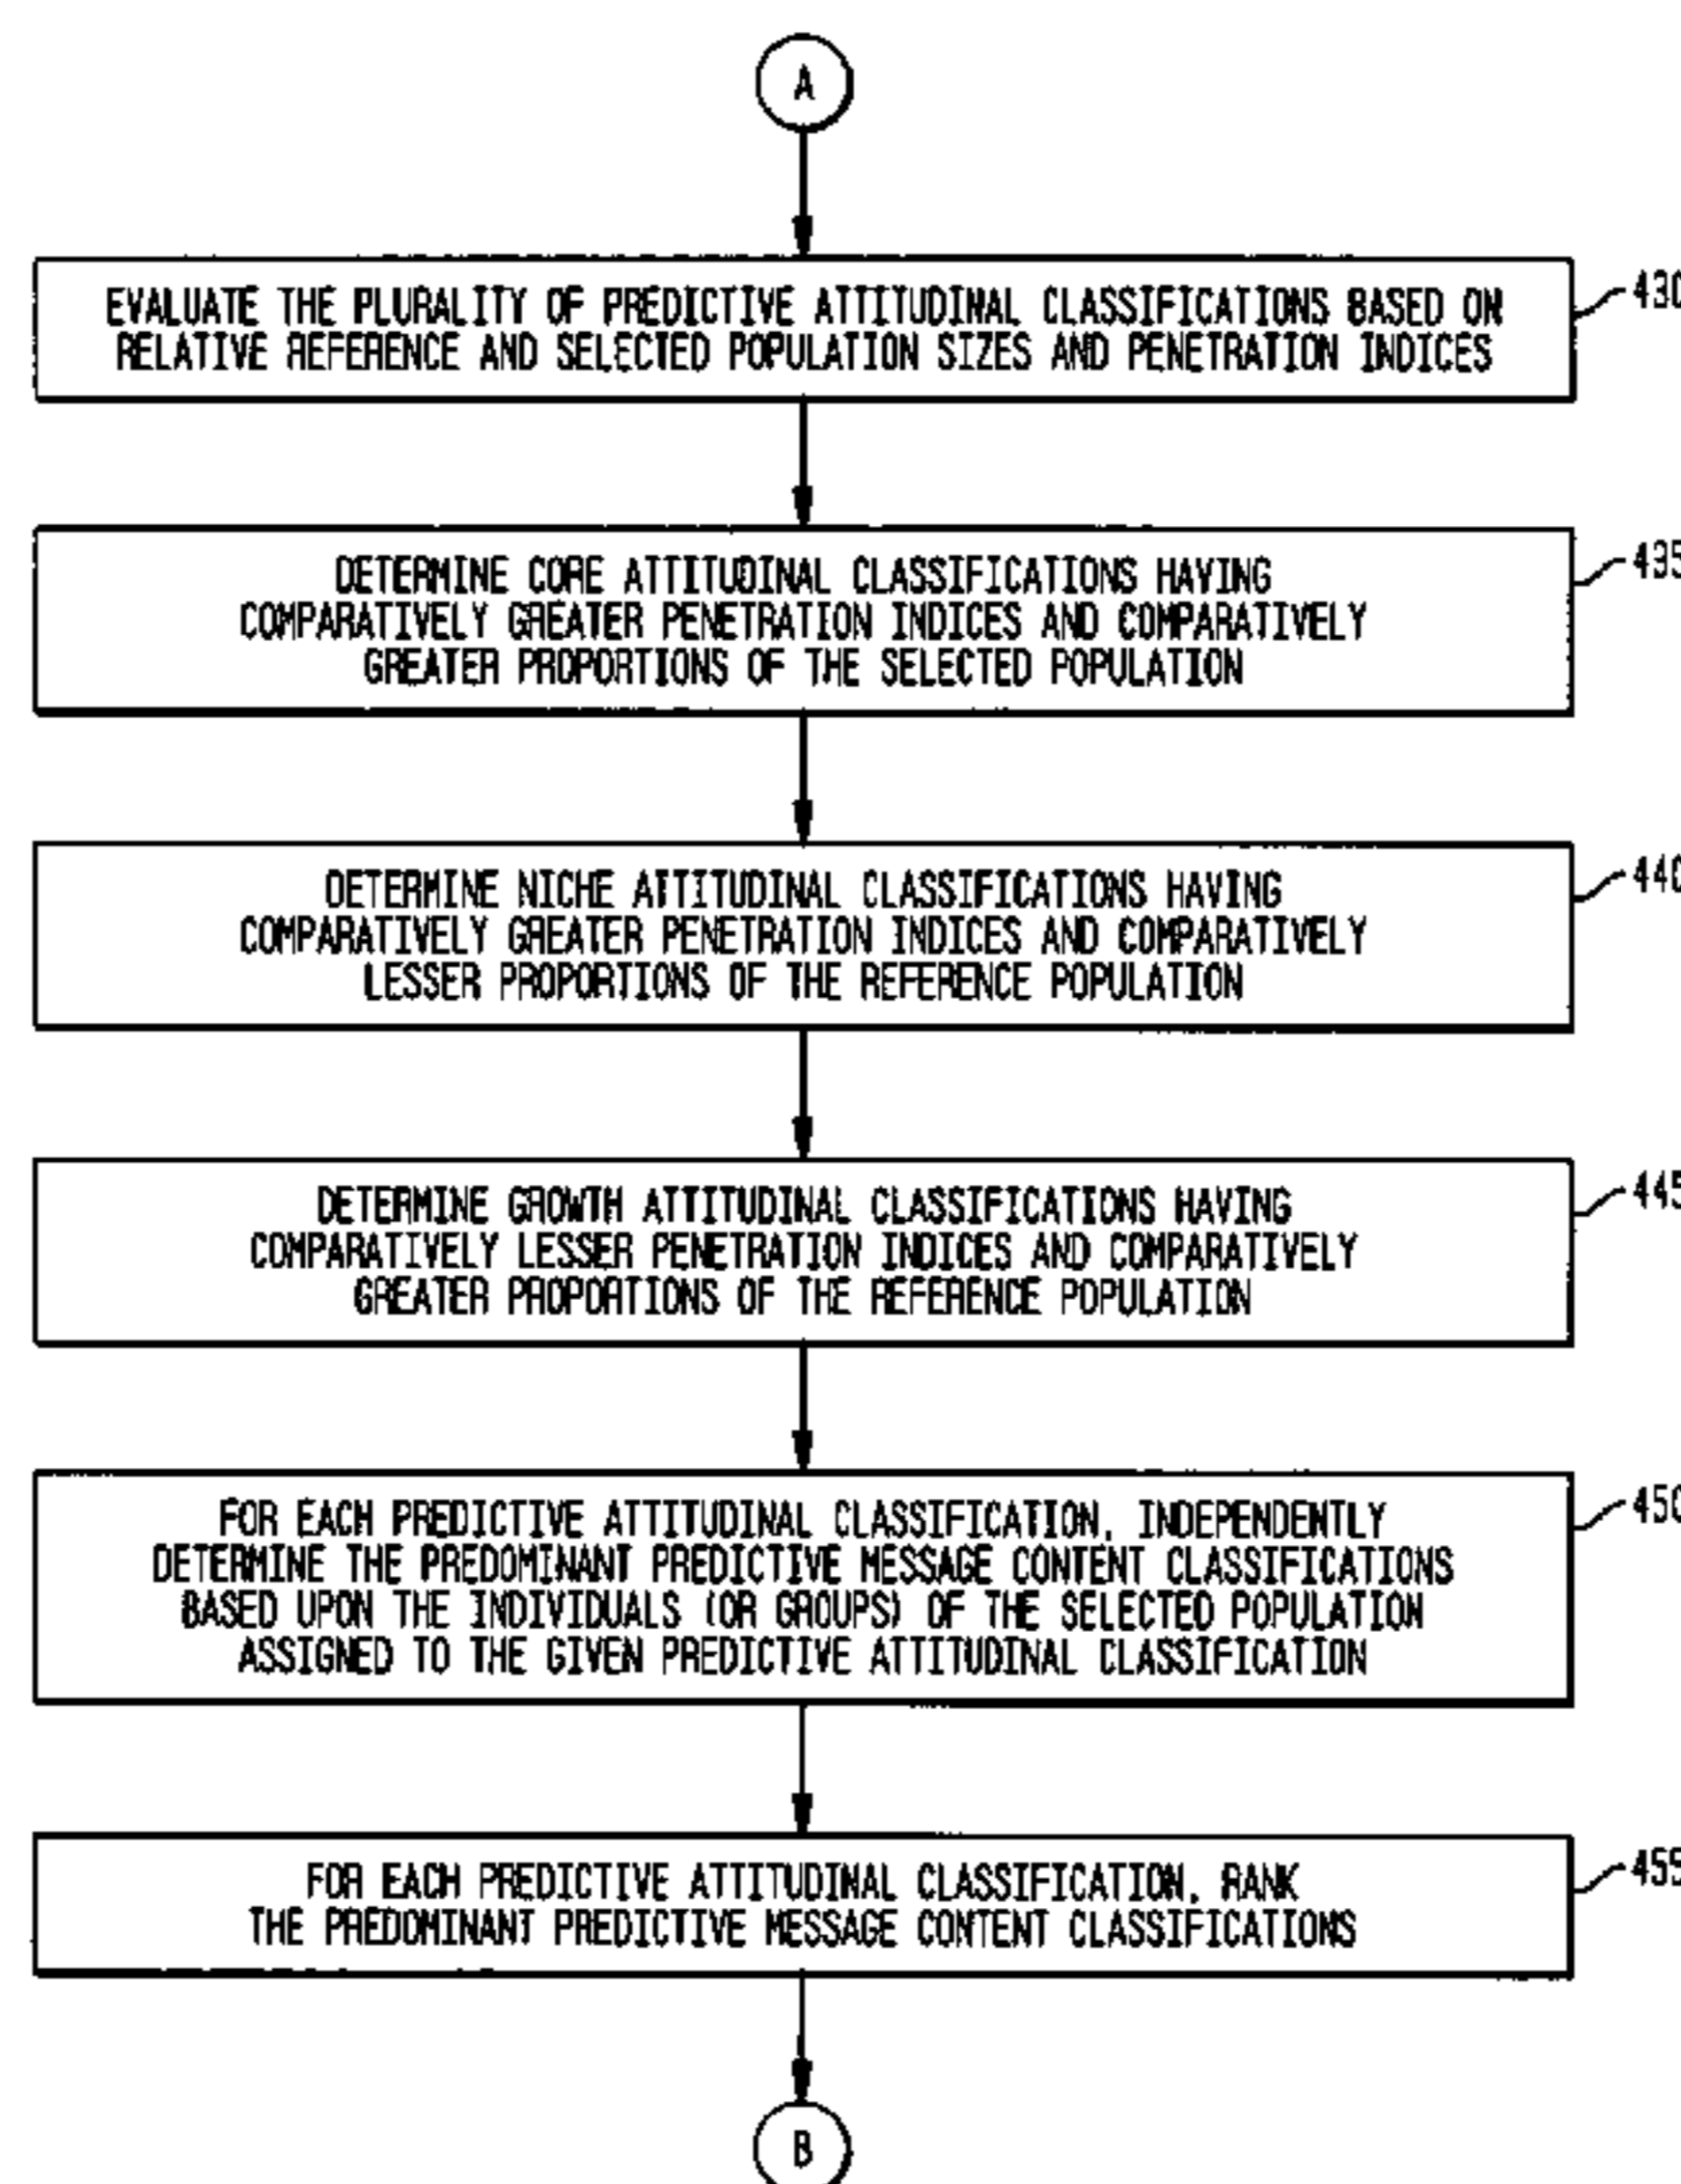 A
EVALUATE THE PLURALITY OF PREDICTIVE ATTITUDINAL CLASSIFICATIONS BASED ON
RELATIVE REFERENCE AND SELECTED POPULATION SIZES AND PENETRATION INDICES
430
DETERMINE CORE ATTITUDINAL CLASSIFICATIONS HAVING
COMPARATIVELY GREATER PENETRATION INDICES AND COMPARATIVELY
GREATER PROPORTIONS OF THE SELECTED POPULATION
435
DETERMINE NICHE ATTITUDINAL CLASSIFICATIONS HAVING
COMPARATIVELY GREATER PENETRATION INDICES AND COMPARATIVELY
LESSER PROPORTIONS OF THE REFERENCE POPULATION
440
DETERMINE GROWTH ATTITUDINAL CLASSIFICATIONS HAVING
COMPARATIVELY LESSER PENETRATION INDICES AND COMPARATIVELY
GREATER PROPORTIONS OF THE REFERENCE POPULATION
445
FOR EACH PREDICTIVE ATTITUDINAL CLASSIFICATION, INDEPENDENTLY
DETERMINE THE PREDOMINANT PREDICTIVE MESSAGE CONTENT CLASSIFICATIONS
BASED UPON THE INDIVIDUALS (OR GROUPS) OF THE SELECTED POPULATION
ASSIGNED TO THE GIVEN PREDICTIVE ATTITUDINAL CLASSIFICATION
450
FOR EACH PREDICTIVE ATTITUDINAL CLASSIFICATION, RANK
THE PREDOMINANT PREDICTIVE MESSAGE CONTENT CLASSIFICATIONS
455
B